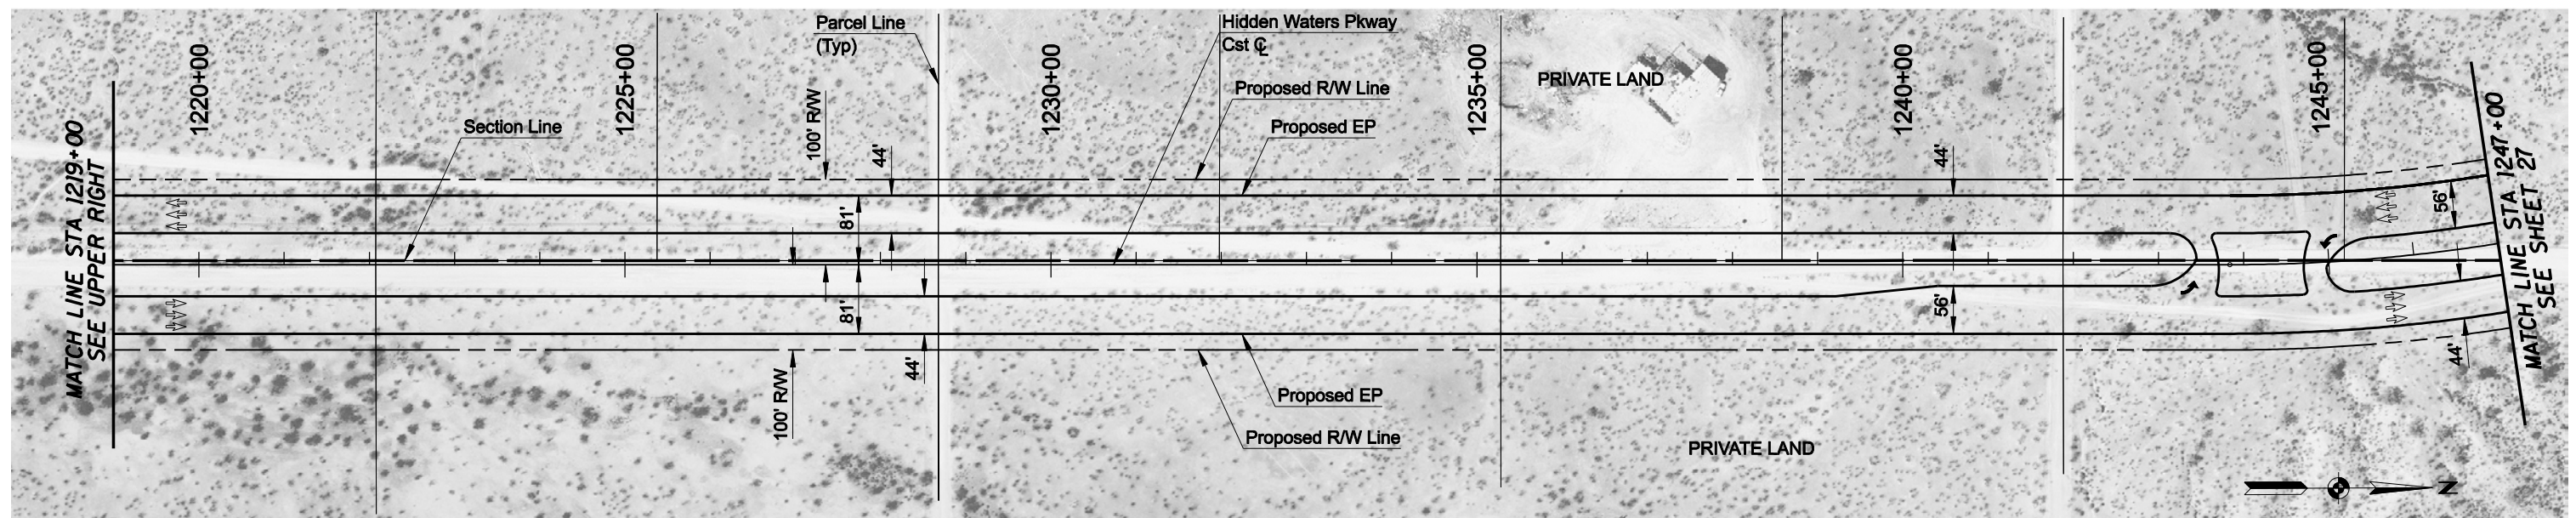 MATCH LINE STA 1219+00
SEE UPPER RIGHT
1220+00
Section Line
1225+00
100' R/W
100' R/W
Parcel Line
(Typ)
81'
81'
44'
44'
1230+00
Hidden Waters Pkway
Cst ℄
Proposed R/W Line
Proposed EP
Proposed EP
Proposed R/W Line
1235+00
PRIVATE LAND
PRIVATE LAND
1240+00
44'
56'
1245+00
56'
44'
MATCH LINE STA 1247+00
SEE SHEET 27
N